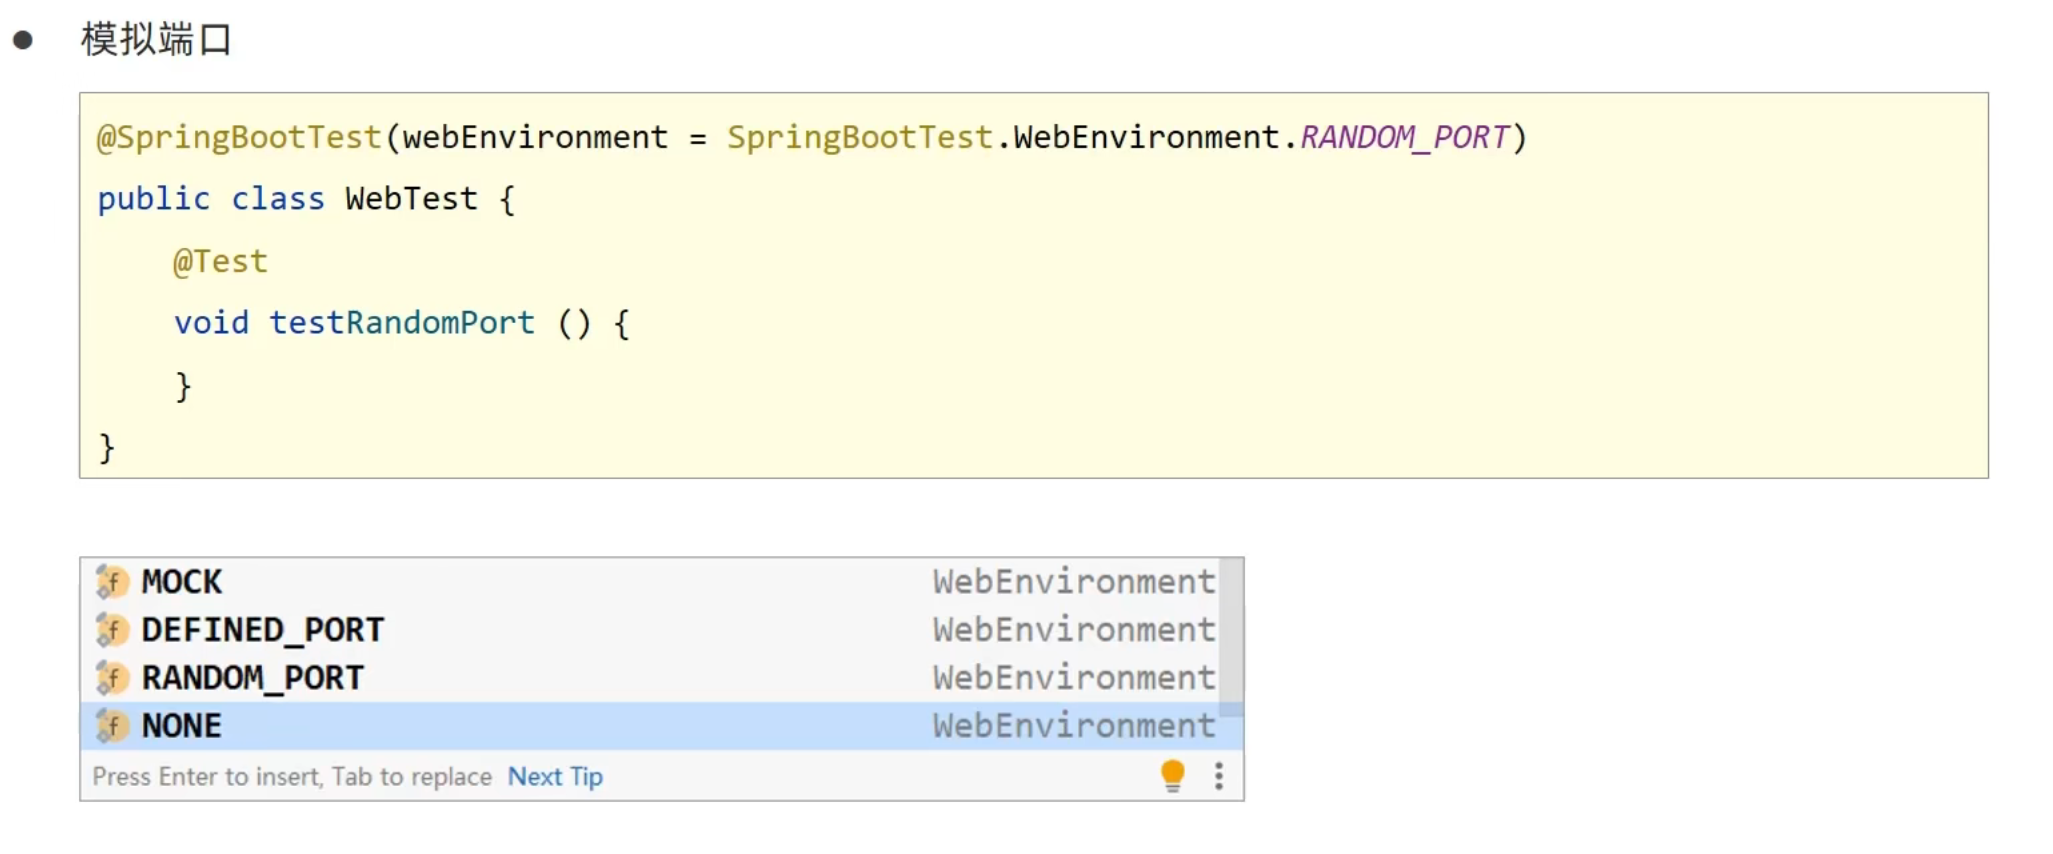 ● 模拟端口
@SpringBootTest(webEnvironment = SpringBootTest.WebEnvironment.RANDOM_PORT)
public class WebTest {
    @Test
    void testRandomPort () {
    }
}
MOCK WebEnvironment
DEFINED_PORT WebEnvironment
RANDOM_PORT WebEnvironment
NONE WebEnvironment
Press Enter to insert, Tab to replace Next Tip